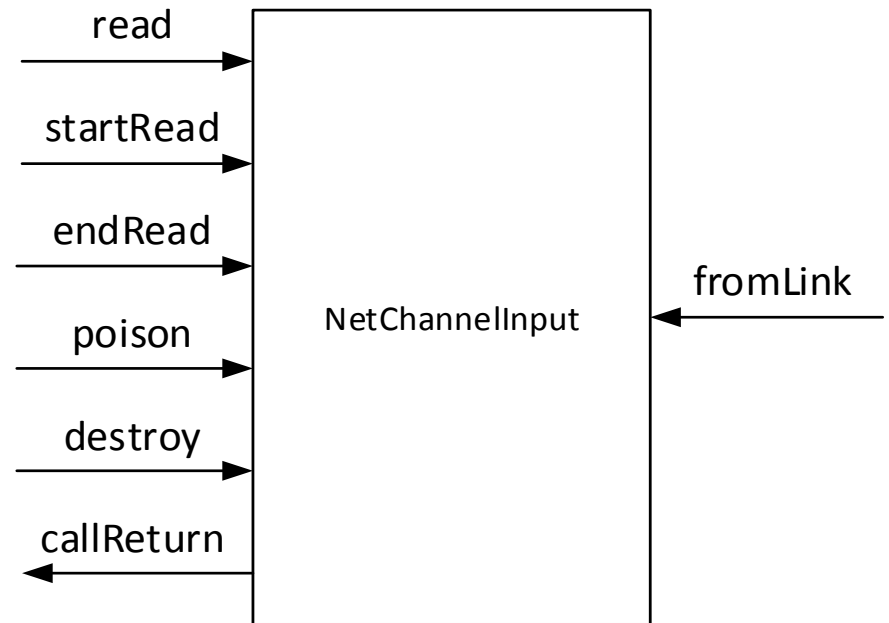 read
startRead
endRead
poison
destroy
callReturn
NetChannelInput
fromLink